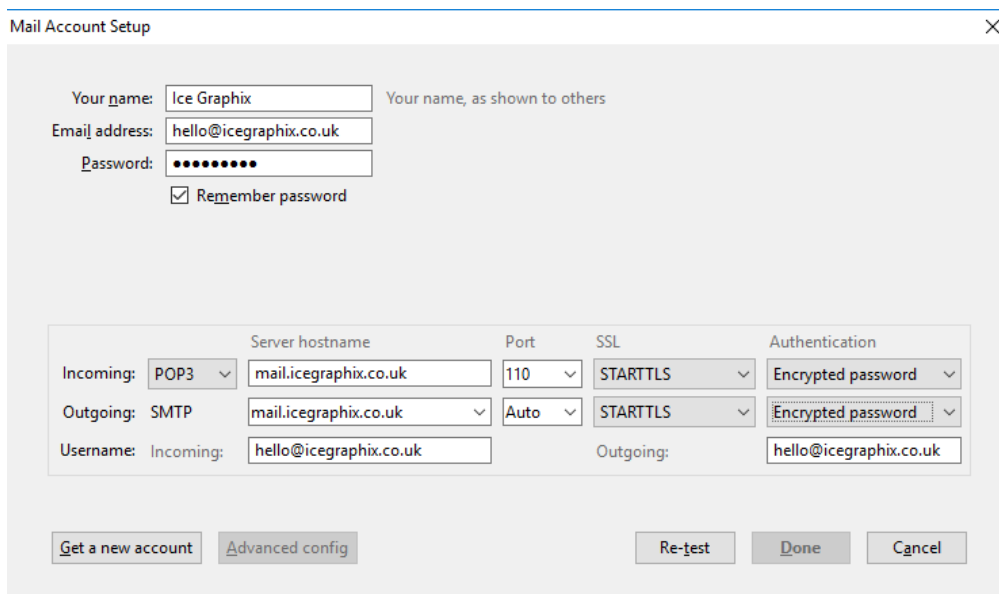 Mail Account Setup
Your name: Ice Graphix Your name, as shown to others
Email address: hello@icegraphix.co.uk
Password: •••••••••
Remember password
Server hostname Port SSL Authentication
Incoming: POP3 mail.icegraphix.co.uk 110 STARTTLS Encrypted password
Outgoing: SMTP mail.icegraphix.co.uk Auto STARTTLS Encrypted password
Username: Incoming: hello@icegraphix.co.uk Outgoing: hello@icegraphix.co.uk
Get a new account Advanced config Re-test Done Cancel